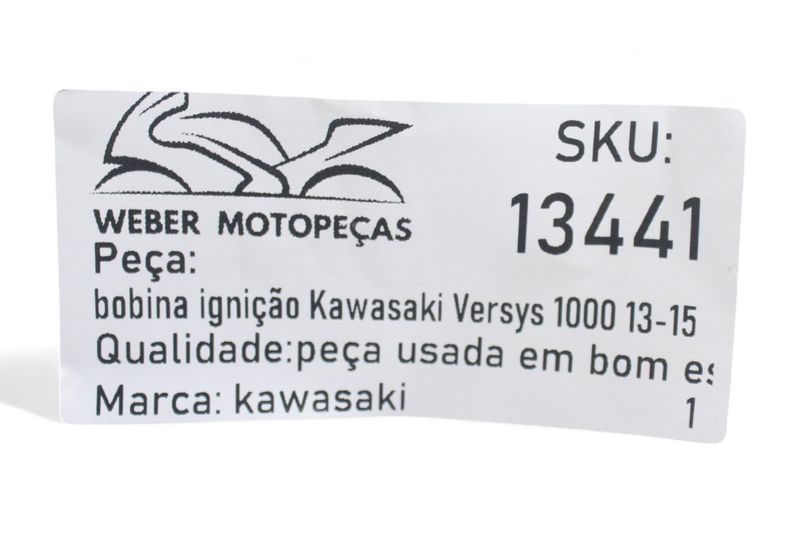 WEBER MOTOPEÇAS
SKU:
13441
Peça:
bobina ignição Kawasaki Versys 1000 13-15
Qualidade:peça usada em bom es
Marca: kawasaki
1